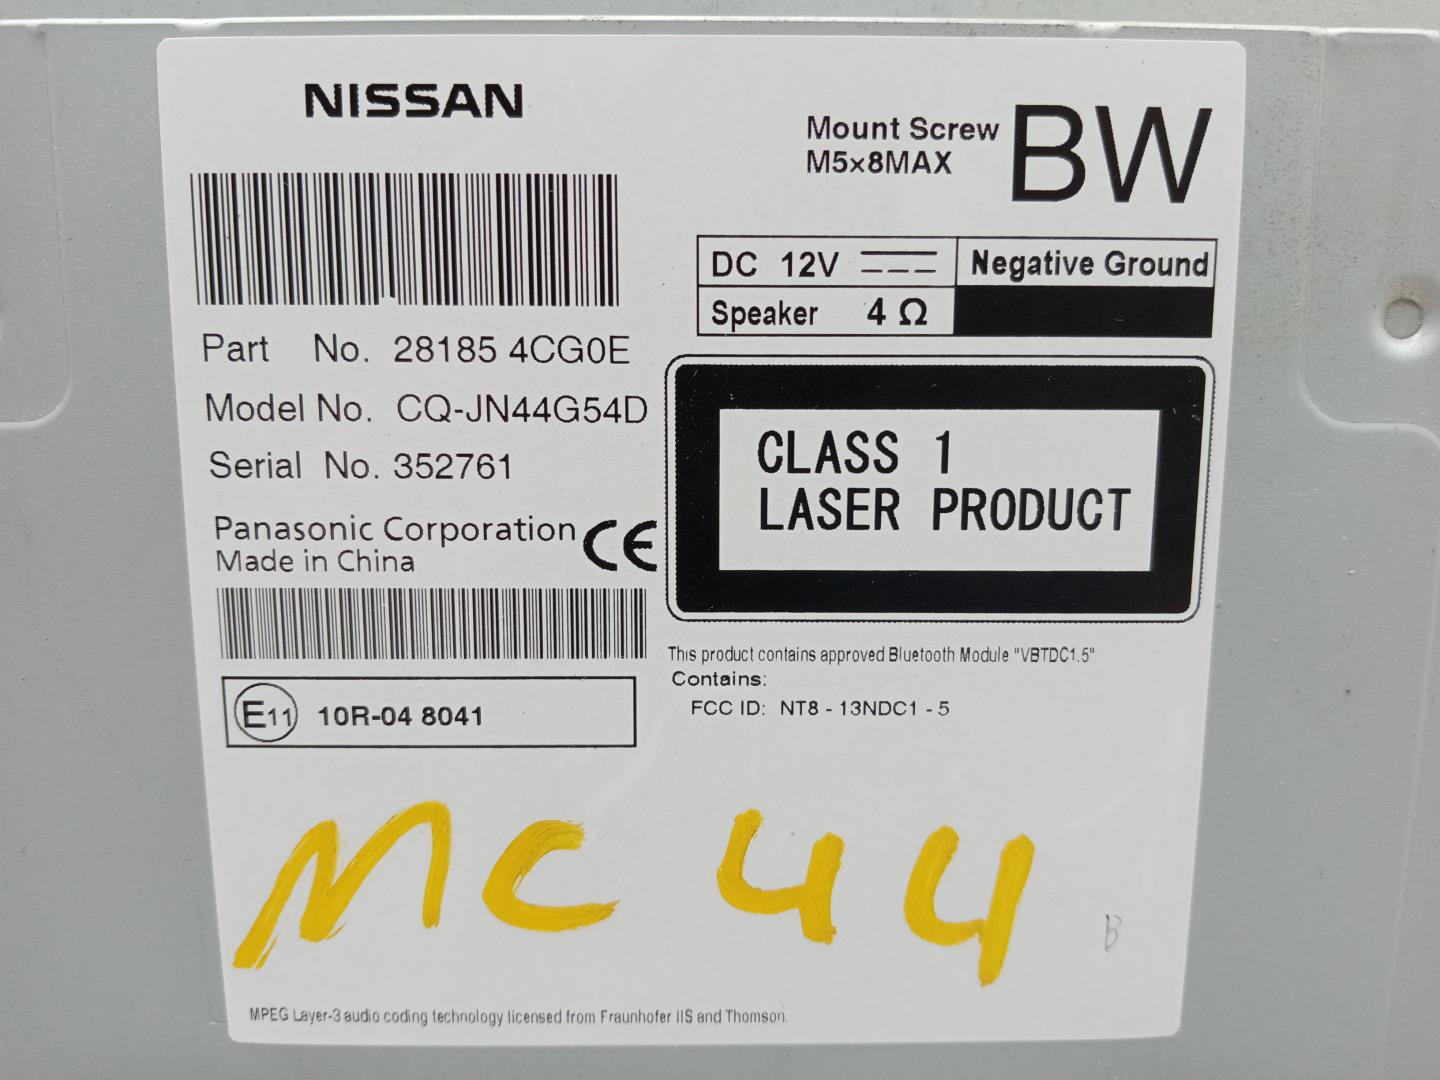 NISSAN
Mount Screw
M5×8MAX
BW
DC 12V
Negative Ground
Speaker 4 Ω
Part No. 28185 4CG0E
Model No. CQ-JN44G54D
Serial No. 352761
Panasonic Corporation
Made in China
CE
CLASS 1
LASER PRODUCT
This product contains approved Bluetooth Module "VBTDC1.5"
Contains:
FCC ID: NT8 - 13NDC1 - 5
E11 10R-04 8041
MC 44
B
MPEG Layer-3 audio coding technology licensed from Fraunhofer IIS and Thomson.